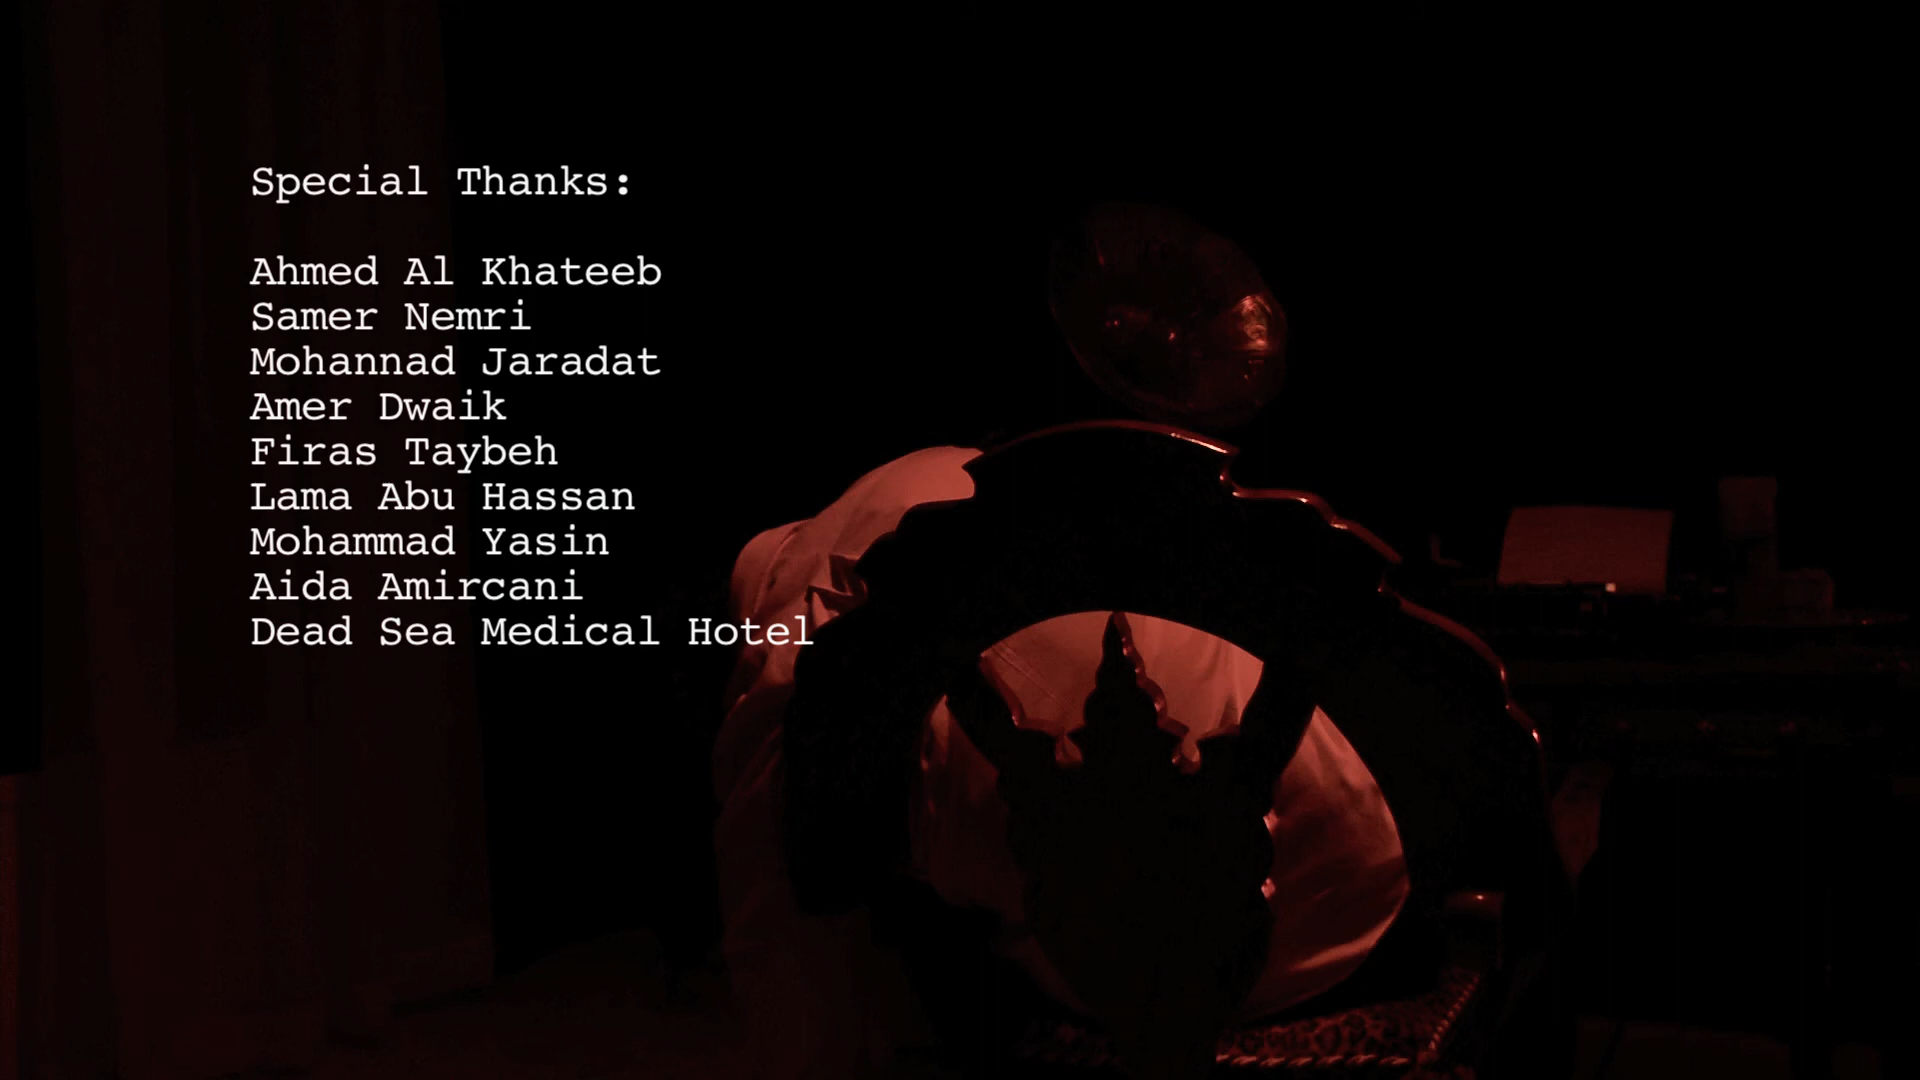 Special Thanks:
Ahmed Al Khateeb
Samer Nemri
Mohannad Jaradat
Amer Dwaik
Firas Taybeh
Lama Abu Hassan
Mohammad Yasin
Aida Amircani
Dead Sea Medical Hotel